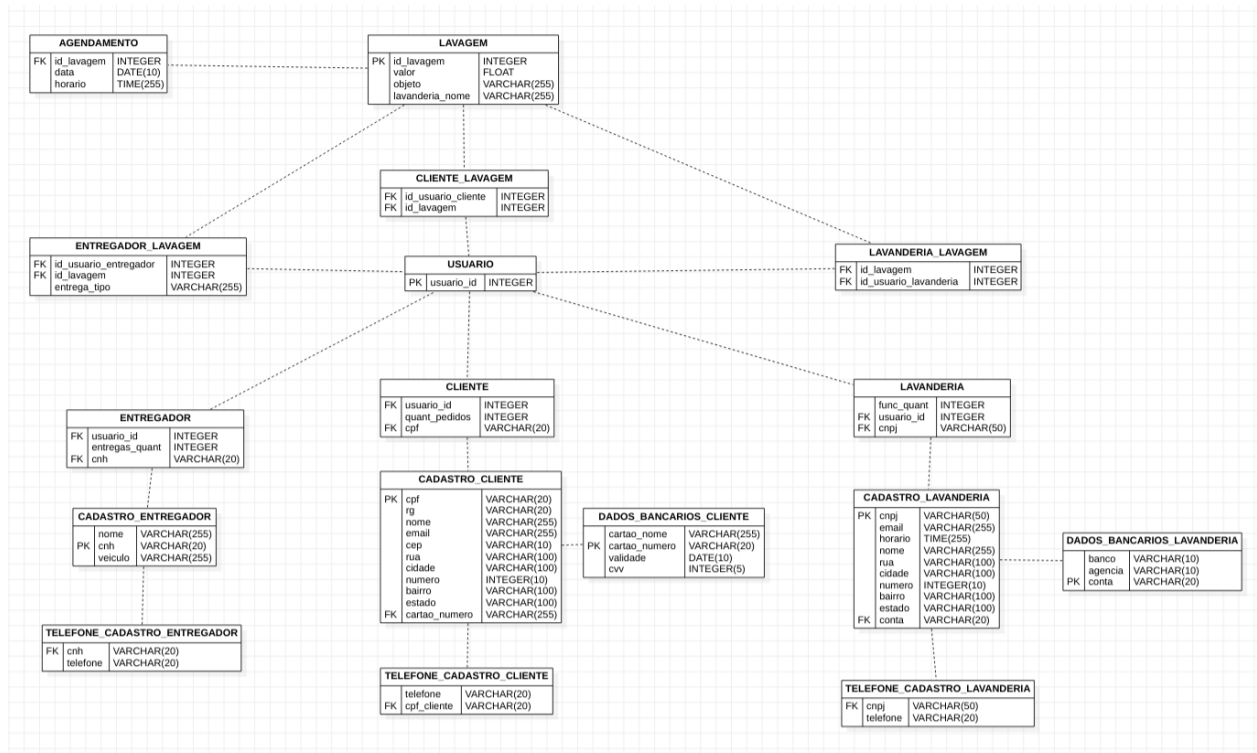 AGENDAMENTO
FK id_lavagem INTEGER
data DATE(10)
horario TIME(255)
LAVAGEM
PK id_lavagem INTEGER
valor FLOAT
objeto VARCHAR(255)
lavanderia_nome VARCHAR(255)
CLIENTE_LAVAGEM
FK id_usuario_cliente INTEGER
FK id_lavagem INTEGER
ENTREGADOR_LAVAGEM
FK id_usuario_entregador INTEGER
FK id_lavagem INTEGER
entrega_tipo VARCHAR(255)
USUARIO
PK usuario_id INTEGER
LAVANDERIA_LAVAGEM
FK id_lavagem INTEGER
FK id_usuario_lavanderia INTEGER
ENTREGADOR
FK usuario_id INTEGER
entregas_quant INTEGER
FK cnh VARCHAR(20)
CLIENTE
FK usuario_id INTEGER
quant_pedidos INTEGER
FK cpf VARCHAR(20)
LAVANDERIA
func_quant INTEGER
FK usuario_id INTEGER
FK cnpj VARCHAR(50)
CADASTRO_ENTREGADOR
nome VARCHAR(255)
PK cnh VARCHAR(20)
veiculo VARCHAR(255)
CADASTRO_CLIENTE
PK cpf VARCHAR(20)
rg VARCHAR(20)
nome VARCHAR(255)
email VARCHAR(255)
cep VARCHAR(10)
rua VARCHAR(100)
cidade VARCHAR(100)
numero INTEGER(10)
bairro VARCHAR(100)
estado VARCHAR(100)
FK cartao_numero VARCHAR(255)
DADOS_BANCARIOS_CLIENTE
cartao_nome VARCHAR(255)
PK cartao_numero VARCHAR(20)
validade DATE(10)
cvv INTEGER(5)
CADASTRO_LAVANDERIA
PK cnpj VARCHAR(50)
email VARCHAR(255)
horario TIME(255)
nome VARCHAR(255)
rua VARCHAR(100)
cidade VARCHAR(100)
numero INTEGER(10)
bairro VARCHAR(100)
estado VARCHAR(100)
FK conta VARCHAR(20)
DADOS_BANCARIOS_LAVANDERIA
banco VARCHAR(10)
agencia VARCHAR(10)
PK conta VARCHAR(20)
TELEFONE_CADASTRO_ENTREGADOR
FK cnh VARCHAR(20)
telefone VARCHAR(20)
TELEFONE_CADASTRO_CLIENTE
telefone VARCHAR(20)
FK cpf_cliente VARCHAR(20)
TELEFONE_CADASTRO_LAVANDERIA
FK cnpj VARCHAR(50)
telefone VARCHAR(20)